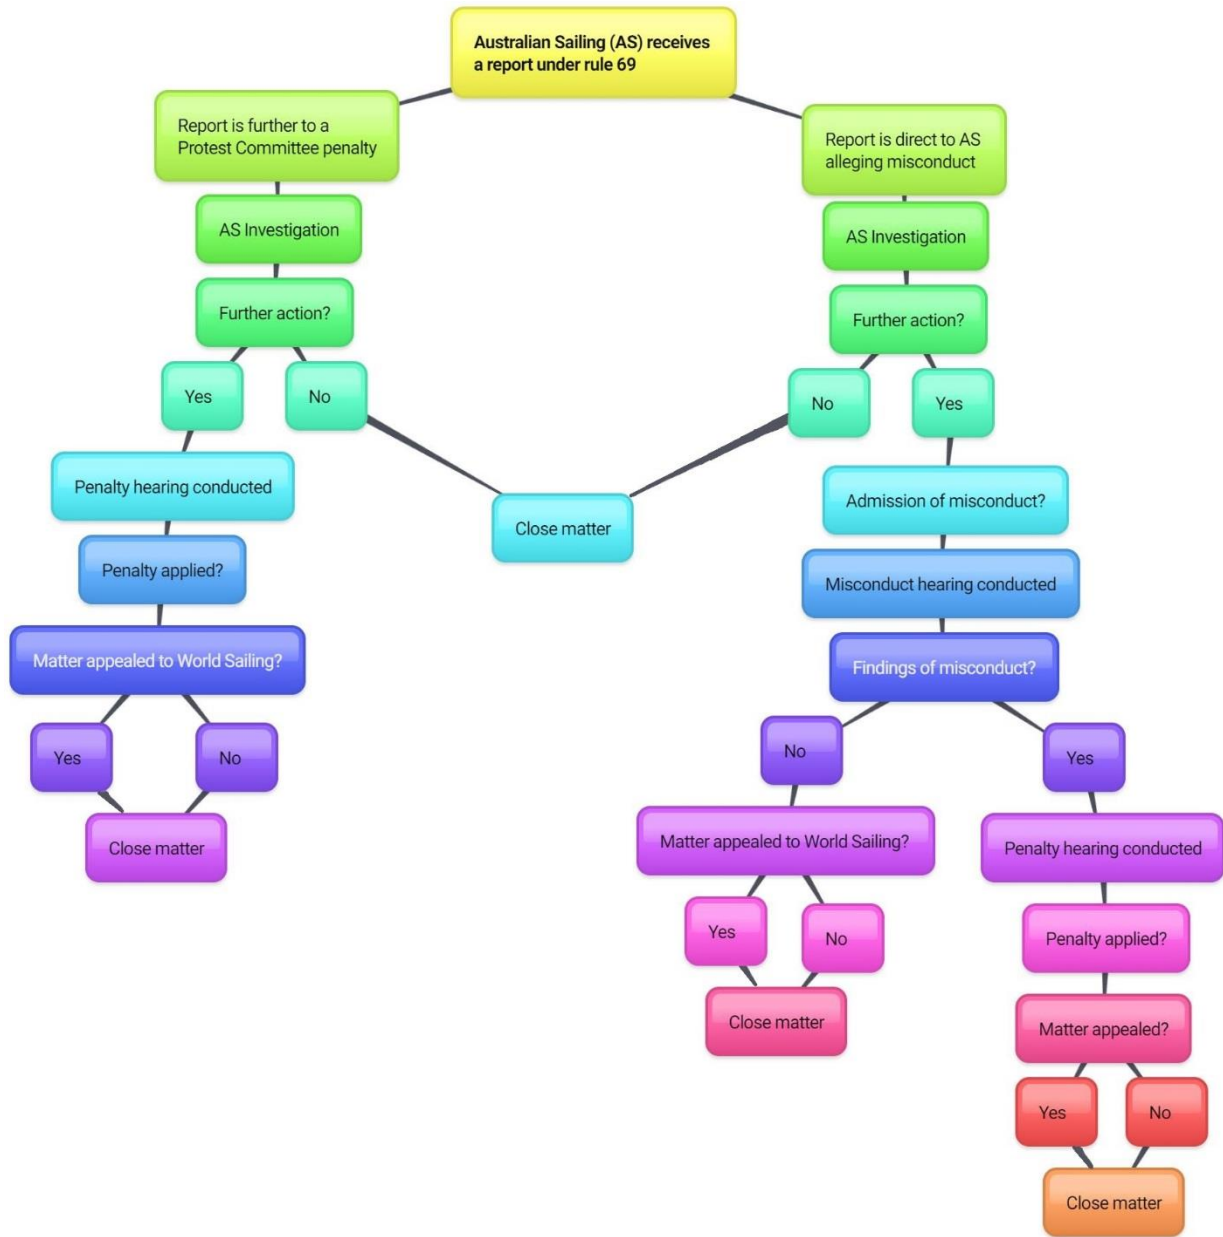 Australian Sailing (AS) receives
a report under rule 69
Report is further to a
Protest Committee penalty
Report is direct to AS
alleging misconduct
AS Investigation
AS Investigation
Further action?
Further action?
Yes
No
No
Yes
Penalty hearing conducted
Close matter
Admission of misconduct?
Penalty applied?
Misconduct hearing conducted
Matter appealed to World Sailing?
Findings of misconduct?
Yes
No
No
Yes
Close matter
Matter appealed to World Sailing?
Penalty hearing conducted
Yes
No
Penalty applied?
Close matter
Matter appealed?
Yes
No
Close matter